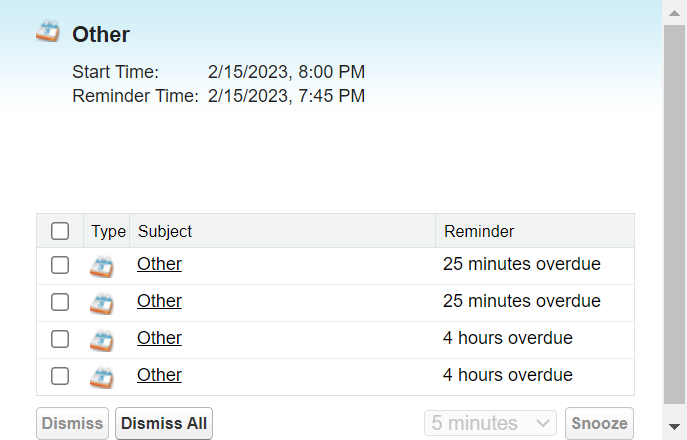 Other
Start Time: 2/15/2023, 8:00 PM
Reminder Time: 2/15/2023, 7:45 PM
Type Subject Reminder
Other 25 minutes overdue
Other 25 minutes overdue
Other 4 hours overdue
Other 4 hours overdue
Dismiss Dismiss All 5 minutes Snooze